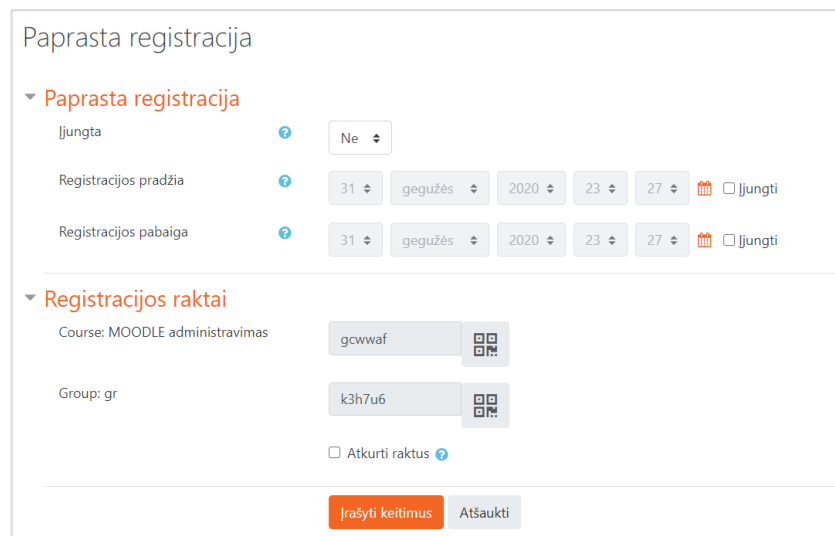 Paprasta registracija
Paprasta registracija
Įjungta Ne
Registracijos pradžia 31 gegužės 2020 23 27 Įjungti
Registracijos pabaiga 31 gegužės 2020 23 27 Įjungti
Registracijos raktai
Course: MOODLE administravimas gcwwaf
Group: gr k3h7u6
Atkurti raktus
Įrašyti keitimus Atšaukti